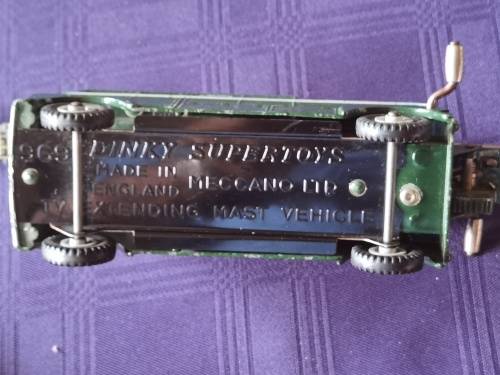 969 DINKY SUPERTOYS
MADE IN
ENGLAND MECCANO LTD
TV EXTENDING MAST VEHICLE